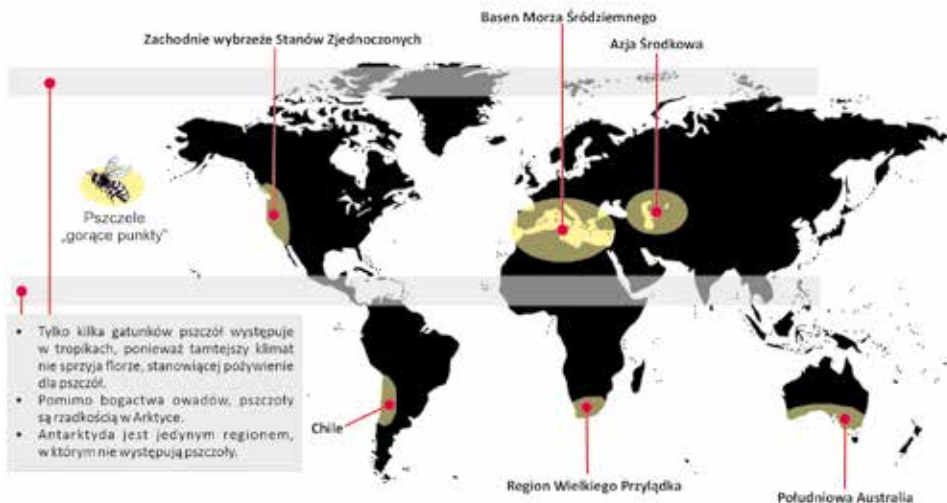 Basen Morza Śródziemnego
Zachodnie wybrzeże Stanów Zjednoczonych
Azja Środkowa
Pszczele
„gorące punkty"
• Tylko kilka gatunków pszczół występuje
w tropikach, ponieważ tamtejszy klimat
nie sprzyja florze, stanowiącej pożywienie
dla pszczół.
• Pomimo bogactwa owadów, pszczoły
są rzadkością w Arktyce.
• Antarktyda jest jedynym regionem,
w którym nie występują pszczoły.
Chile
Region Wielkiego Przylądka
Południowa Australia